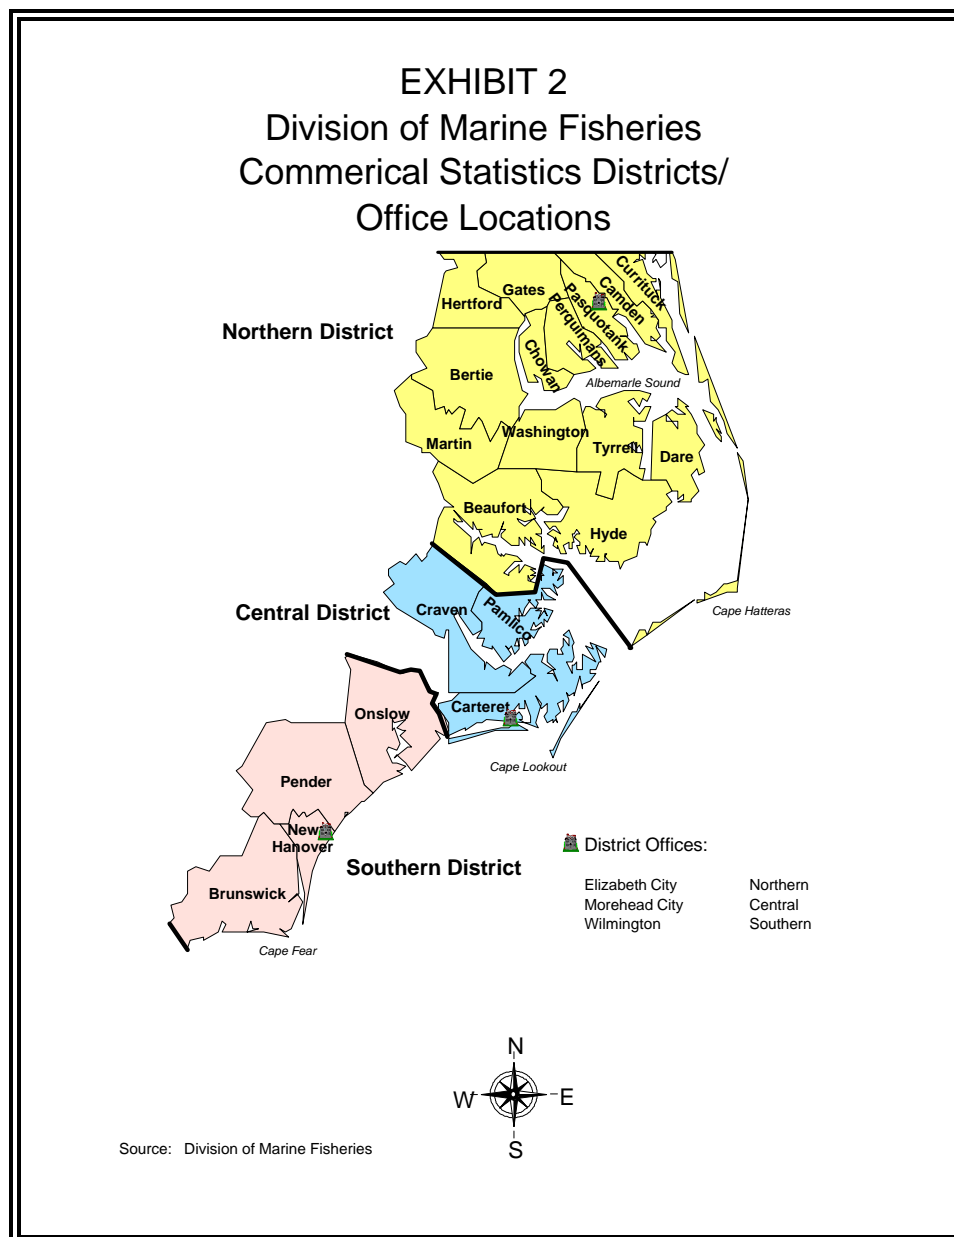 EXHIBIT 2
Division of Marine Fisheries
Commerical Statistics Districts/
Office Locations
Currituck
Camden
Pasquotank
Perquimans
Gates
Hertford
Northern District
Chowan
Bertie
Albemarle Sound
Washington
Martin
Tyrrell
Dare
Beaufort
Hyde
Central District
Craven
Pamlico
Cape Hatteras
Onslow
Carteret
Cape Lookout
Pender
New
Hanover
Southern District
Brunswick
Cape Fear
District Offices:
Elizabeth City Northern
Morehead City Central
Wilmington Southern
N
W E
S
Source: Division of Marine Fisheries